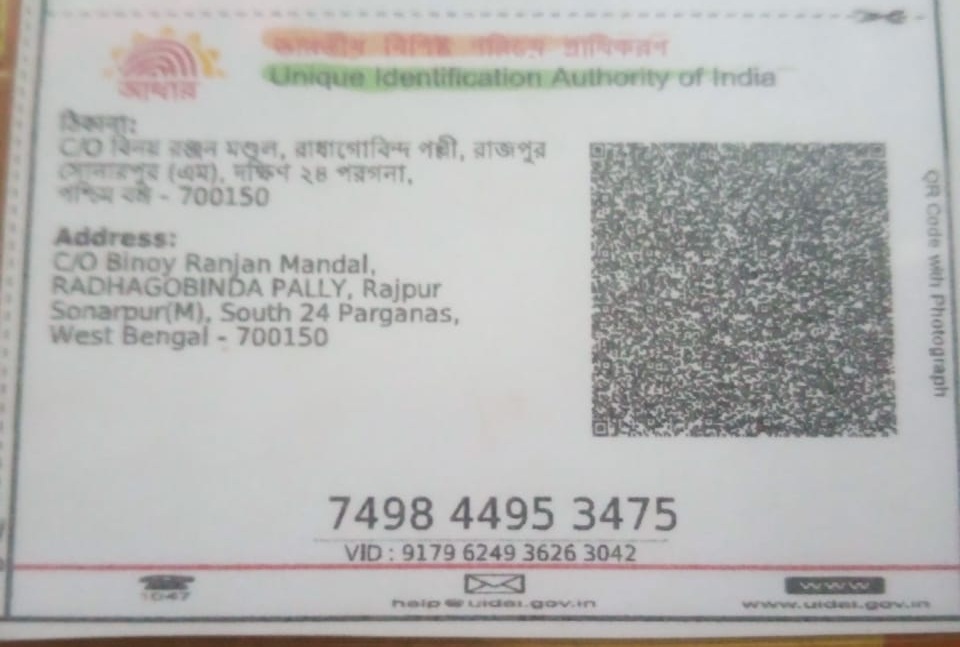 ভারতীয় বিশিষ্ট পরিচয় প্রাধিকরণ
Unique Identification Authority of India
আধার
ঠিকানা:
C/O বিনয় রঞ্জন মণ্ডল, রাধাগোবিন্দ পল্লী, রাজপুর
সোনারপুর (এম), দক্ষিণ ২৪ পরগনা,
পশ্চিম বঙ্গ - 700150
Address:
C/O Binoy Ranjan Mandal,
RADHAGOBINDA PALLY, Rajpur
Sonarpur(M), South 24 Parganas,
West Bengal - 700150
QR Code with Photograph
7498 4495 3475
VID : 9179 6249 3626 3042
1947
help@uidai.gov.in
www
www.uidai.gov.in